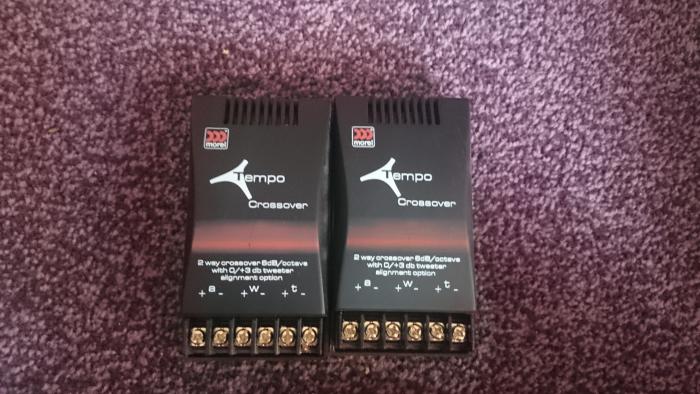 morel
Tempo
Crossover
2 way crossover 6dB/octave
with 0/+3 db tweeter
alignment option
a w t
+ - + - + -
morel
Tempo
Crossover
2 way crossover 6dB/octave
with 0/+3 db tweeter
alignment option
a w t
+ - + - + -